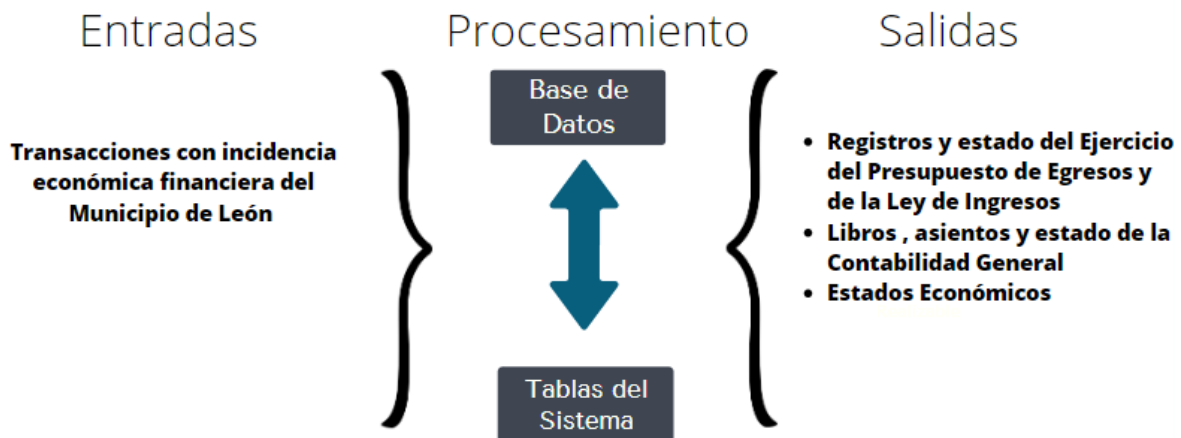 Entradas
Procesamiento
Salidas
Transacciones con incidencia
económica financiera del
Municipio de León
Base de
Datos
Tablas del
Sistema
• Registros y estado del Ejercicio
del Presupuesto de Egresos y
de la Ley de Ingresos
• Libros , asientos y estado de la
Contabilidad General
• Estados Económicos